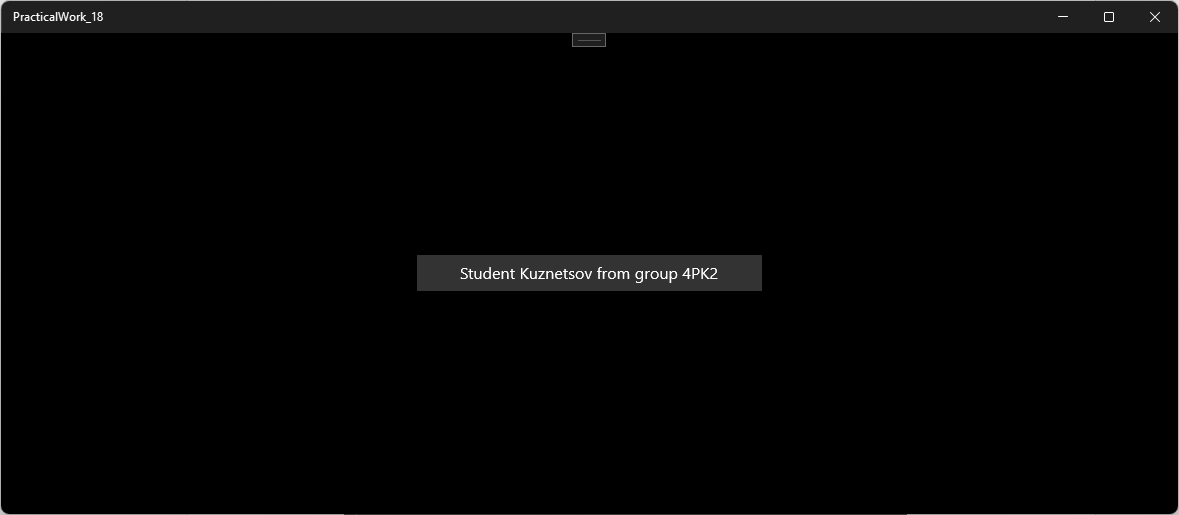 PracticalWork_18
Student Kuznetsov from group 4PK2